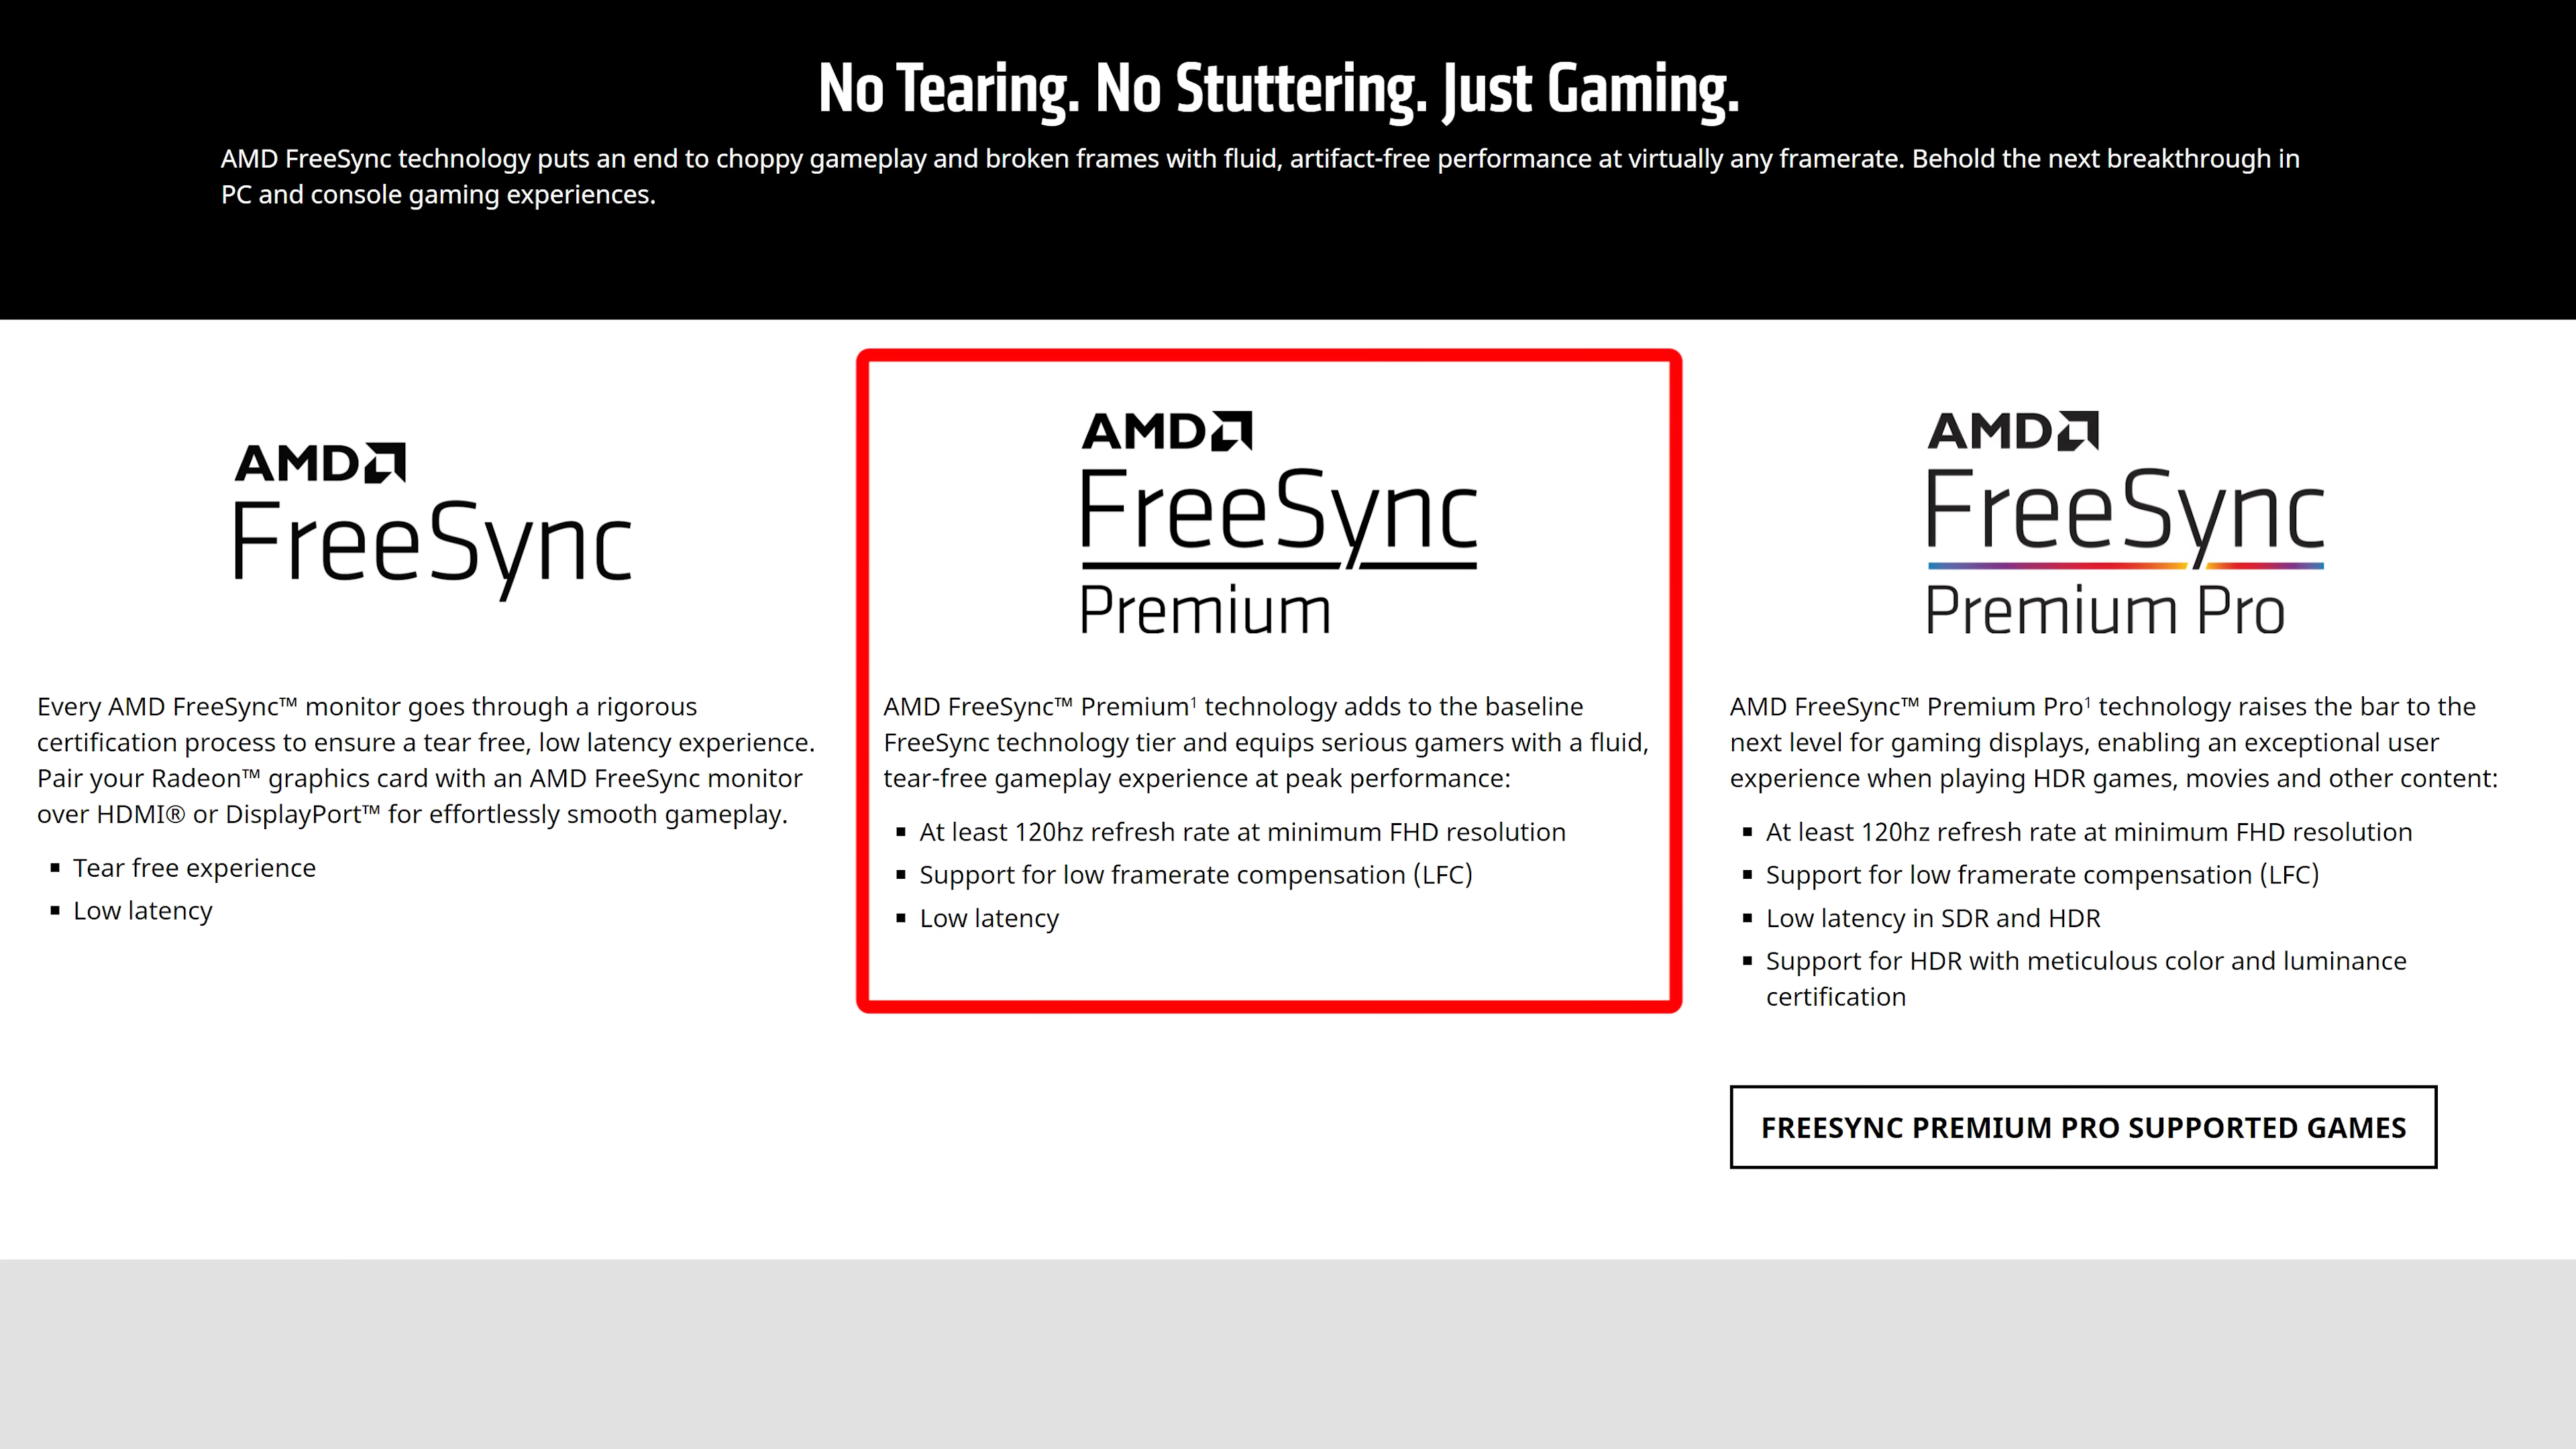 No Tearing. No Stuttering. Just Gaming.
AMD FreeSync technology puts an end to choppy gameplay and broken frames with fluid, artifact-free performance at virtually any framerate. Behold the next breakthrough in
PC and console gaming experiences.
AMD
FreeSync
Every AMD FreeSync™ monitor goes through a rigorous
certification process to ensure a tear free, low latency experience.
Pair your Radeon™ graphics card with an AMD FreeSync monitor
over HDMI® or DisplayPort™ for effortlessly smooth gameplay.
▪ Tear free experience
▪ Low latency
AMD
FreeSync
Premium
AMD FreeSync™ Premium¹ technology adds to the baseline
FreeSync technology tier and equips serious gamers with a fluid,
tear-free gameplay experience at peak performance:
▪ At least 120hz refresh rate at minimum FHD resolution
▪ Support for low framerate compensation (LFC)
▪ Low latency
AMD
FreeSync
Premium Pro
AMD FreeSync™ Premium Pro¹ technology raises the bar to the
next level for gaming displays, enabling an exceptional user
experience when playing HDR games, movies and other content:
▪ At least 120hz refresh rate at minimum FHD resolution
▪ Support for low framerate compensation (LFC)
▪ Low latency in SDR and HDR
▪ Support for HDR with meticulous color and luminance
certification
FREESYNC PREMIUM PRO SUPPORTED GAMES